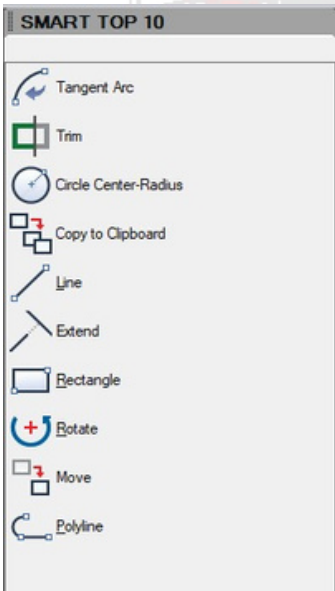 SMART TOP 10
Tangent Arc
Trim
Circle Center-Radius
Copy to Clipboard
Line
Extend
Rectangle
Rotate
Move
Polyline